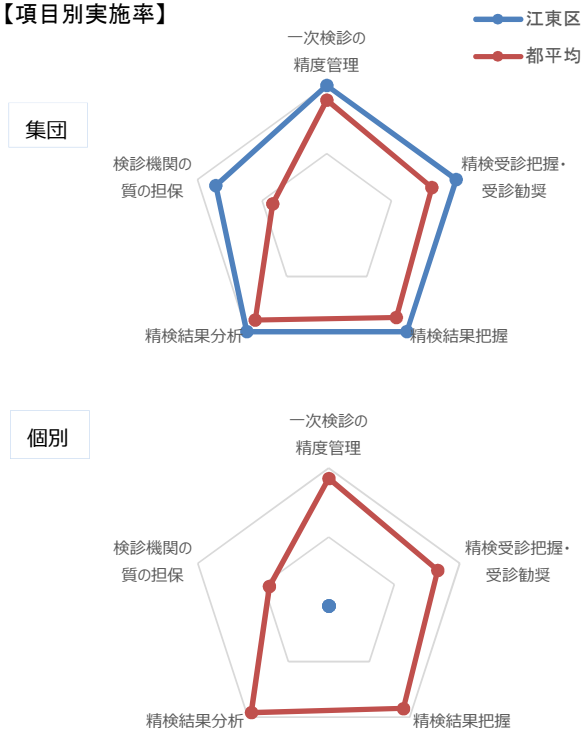 【項目別実施率】
江東区
都平均
集団
一次検診の
精度管理
検診機関の
質の担保
精検受診把握・
受診勧奨
精検結果分析
精検結果把握
個別
一次検診の
精度管理
検診機関の
質の担保
精検受診把握・
受診勧奨
精検結果分析
精検結果把握